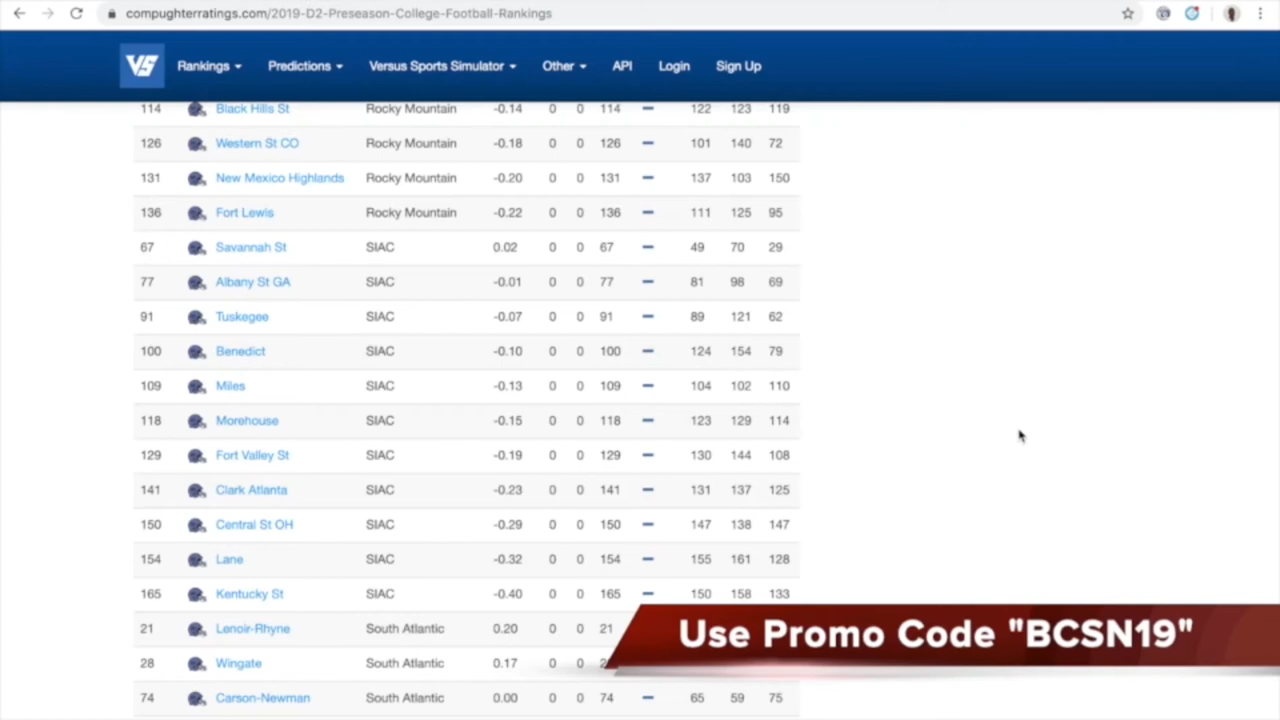 compughterratings.com/2019-D2-Preseason-College-Football-Rankings
VS Rankings Predictions Versus Sports Simulator Other API Login Sign Up
114 Black Hills St Rocky Mountain -0.14 0 0 114 122 123 119
126 Western St CO Rocky Mountain -0.18 0 0 126 101 140 72
131 New Mexico Highlands Rocky Mountain -0.20 0 0 131 137 103 150
136 Fort Lewis Rocky Mountain -0.22 0 0 136 111 125 95
67 Savannah St SIAC 0.02 0 0 67 49 70 29
77 Albany St GA SIAC -0.01 0 0 77 81 98 69
91 Tuskegee SIAC -0.07 0 0 91 89 121 62
100 Benedict SIAC -0.10 0 0 100 124 154 79
109 Miles SIAC -0.13 0 0 109 104 102 110
118 Morehouse SIAC -0.15 0 0 118 123 129 114
129 Fort Valley St SIAC -0.19 0 0 129 130 144 108
141 Clark Atlanta SIAC -0.23 0 0 141 131 137 125
150 Central St OH SIAC -0.29 0 0 150 147 138 147
154 Lane SIAC -0.32 0 0 154 155 161 128
165 Kentucky St SIAC -0.40 0 0 165 150 158 133
21 Lenoir-Rhyne South Atlantic 0.20 0 0 21
Use Promo Code "BCSN19"
28 Wingate South Atlantic 0.17 0 0
74 Carson-Newman South Atlantic 0.00 0 0 74 65 59 75